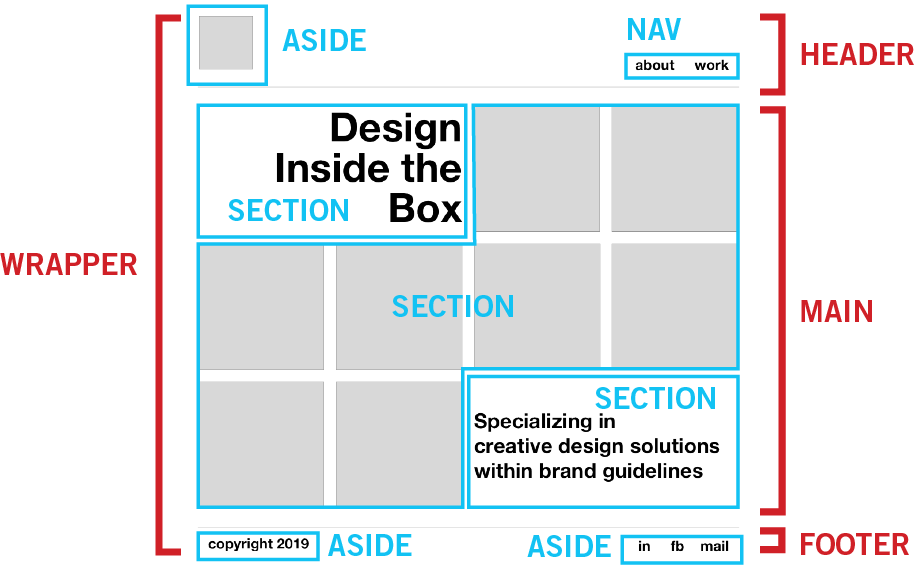 ASIDE
NAV
about work
HEADER
Design
Inside the
SECTION Box
WRAPPER
SECTION
MAIN
SECTION
Specializing in
creative design solutions
within brand guidelines
copyright 2019 ASIDE
ASIDE in fb mail
FOOTER